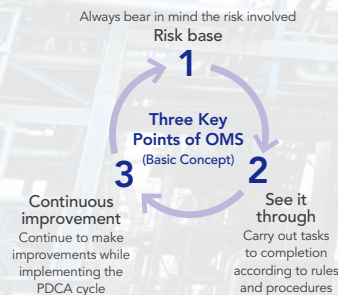 Always bear in mind the risk involved
Risk base
1
Three Key
Points of OMS
(Basic Concept)
2
See it
through
Carry out tasks
to completion
according to rules
and procedures
3
Continuous
improvement
Continue to make
improvements while
implementing the
PDCA cycle